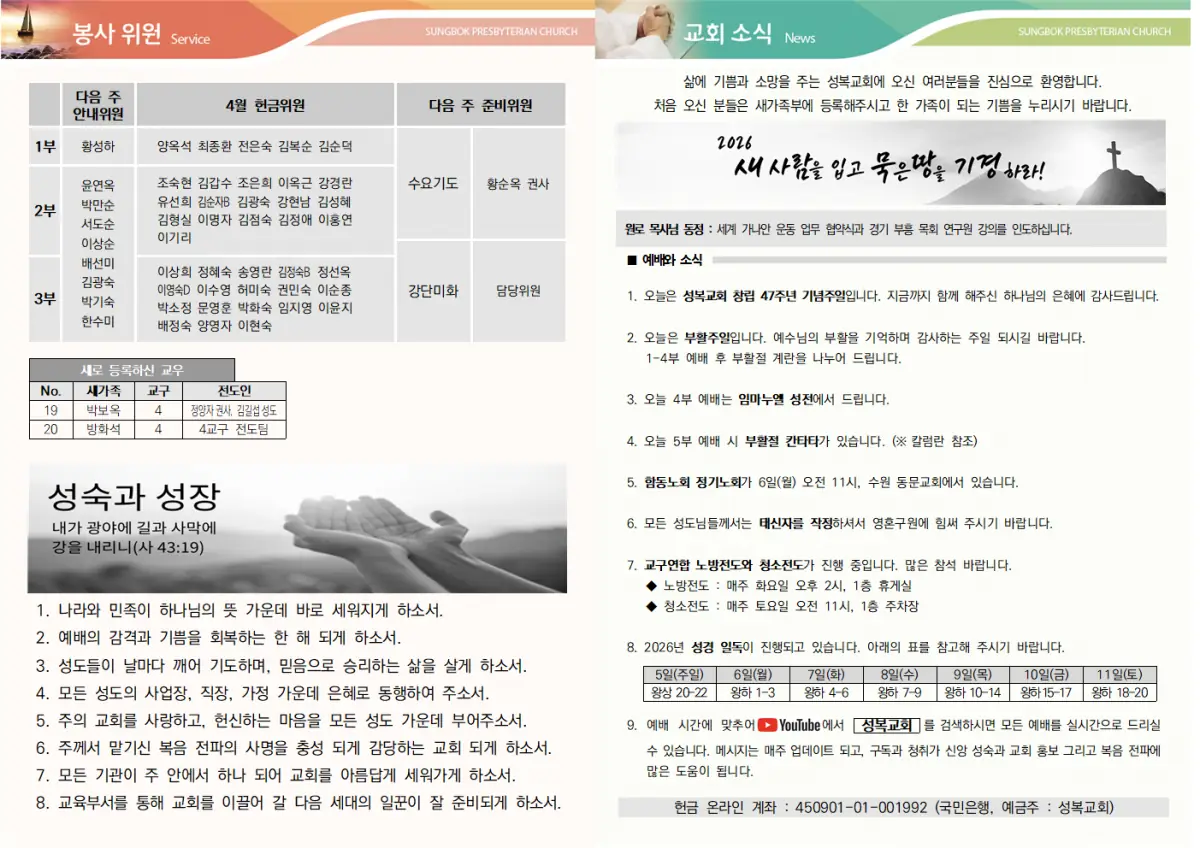 봉사 위원 Service
SUNGBOK PRESBYTERIAN CHURCH
다음 주 안내위원
4월 헌금위원
다음 주 준비위원
1부
황성하
양옥석 최종환 전은숙 김복순 김순덕
2부
3부
윤연옥
박만순
서도순
이상순
배선미
김광숙
박기숙
한수미
조숙현 김갑수 조은희 이옥근 강경란
유선희 김순자B 김광숙 강현남 김성혜
김형실 이명자 김점숙 김정애 이홍연
이기리
이상희 정혜숙 송영란 김정숙B 정선옥
이영숙D 이수영 허미숙 권민숙 이순종
박소정 문영훈 박화숙 임지영 이윤지
배정숙 양영자 이현숙
수요기도
황순옥 권사
강단미화
담당위원
새로 등록하신 교우
No. 새가족 교구 전도인
19 박보옥 4 정양자 권사, 김길섭 성도
20 방화석 4 4교구 전도팀
성숙과 성장
내가 광야에 길과 사막에
강을 내리니(사 43:19)
1. 나라와 민족이 하나님의 뜻 가운데 바로 세워지게 하소서.
2. 예배의 감격과 기쁨을 회복하는 한 해 되게 하소서.
3. 성도들이 날마다 깨어 기도하며, 믿음으로 승리하는 삶을 살게 하소서.
4. 모든 성도의 사업장, 직장, 가정 가운데 은혜로 동행하여 주소서.
5. 주의 교회를 사랑하고, 헌신하는 마음을 모든 성도 가운데 부어주소서.
6. 주께서 맡기신 복음 전파의 사명을 충성 되게 감당하는 교회 되게 하소서.
7. 모든 기관이 주 안에서 하나 되어 교회를 아름답게 세워가게 하소서.
8. 교육부서를 통해 교회를 이끌어 갈 다음 세대의 일꾼이 잘 준비되게 하소서.
교회 소식 News
SUNGBOK PRESBYTERIAN CHURCH
삶에 기쁨과 소망을 주는 성복교회에 오신 여러분들을 진심으로 환영합니다.
처음 오신 분들은 새가족부에 등록해주시고 한 가족이 되는 기쁨을 누리시기 바랍니다.
2026
새 사람을 입고 묵은땅을 기경하라!
원로 목사님 동정 : 세계 가나안 운동 업무 협약식과 경기 부흥 목회 연구원 강의를 인도하십니다.
■ 예배와 소식
1. 오늘은 성복교회 창립 47주년 기념주일입니다. 지금까지 함께 해주신 하나님의 은혜에 감사드립니다.
2. 오늘은 부활주일입니다. 예수님의 부활을 기억하며 감사하는 주일 되시길 바랍니다.
1-4부 예배 후 부활절 계란을 나누어 드립니다.
3. 오늘 4부 예배는 임마누엘 성전에서 드립니다.
4. 오늘 5부 예배 시 부활절 칸타타가 있습니다. (※ 칼럼란 참조)
5. 함동노회 정기노회가 6일(월) 오전 11시, 수원 동문교회에서 있습니다.
6. 모든 성도님들께서는 태신자를 작정하셔서 영혼구원에 힘써 주시기 바랍니다.
7. 교구연합 노방전도와 청소전도가 진행 중입니다. 많은 참석 바랍니다.
◆ 노방전도 : 매주 화요일 오후 2시, 1층 휴게실
◆ 청소전도 : 매주 토요일 오전 11시, 1층 주차장
8. 2026년 성경 일독이 진행되고 있습니다. 아래의 표를 참고해 주시기 바랍니다.
5일(주일) 6일(월) 7일(화) 8일(수) 9일(목) 10일(금) 11일(토)
왕상 20-22 왕하 1-3 왕하 4-6 왕하 7-9 왕하 10-14 왕하 15-17 왕하 18-20
9. 예배 시간에 맞추어 YouTube에서 성복교회 를 검색하시면 모든 예배를 실시간으로 드리실
수 있습니다. 메시지는 매주 업데이트 되고, 구독과 청취가 신앙 성숙과 교회 홍보 그리고 복음 전파에
많은 도움이 됩니다.
헌금 온라인 계좌 : 450901-01-001992 (국민은행, 예금주 : 성복교회)